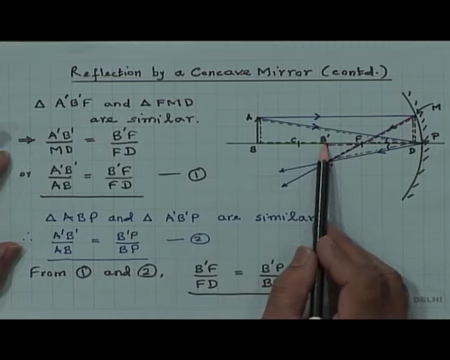 Reflection by a Concave Mirror (contd.)
△ A'B'F and △ FMD are similar.
⇒ A'B'/MD = B'F/FD
or A'B'/AB = B'F/FD — ①
△ ABP and △ A'B'P are similar
∴ A'B'/AB = B'P/BP — ②
From ① and ②, B'F/FD = B'P/
M
A
B
C
B'
F
D
P
DELHI